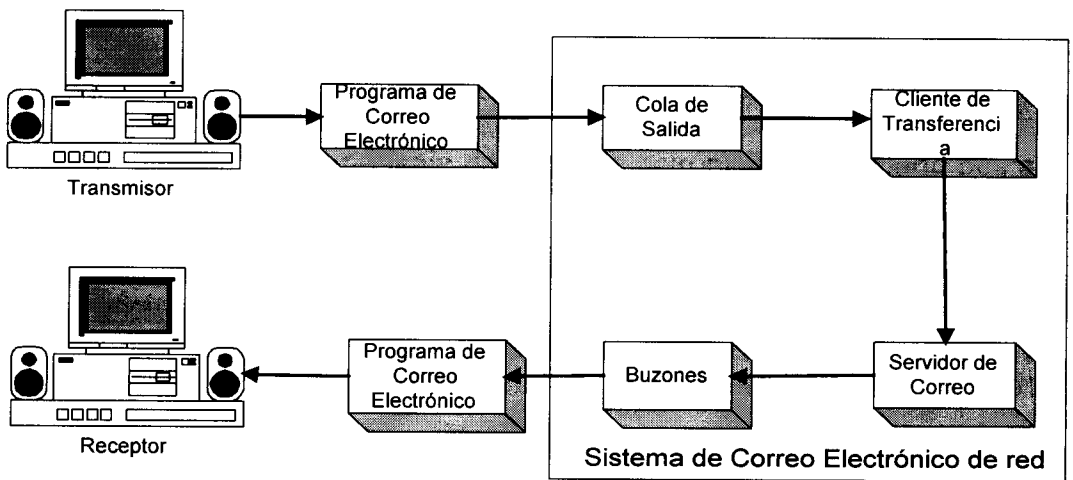 Programa de
Correo
Electrónico
Cola de
Salida
Cliente de
Transferenci
a
Transmisor
Programa de
Correo
Electrónico
Buzones
Servidor de
Correo
Receptor
Sistema de Correo Electrónico de red